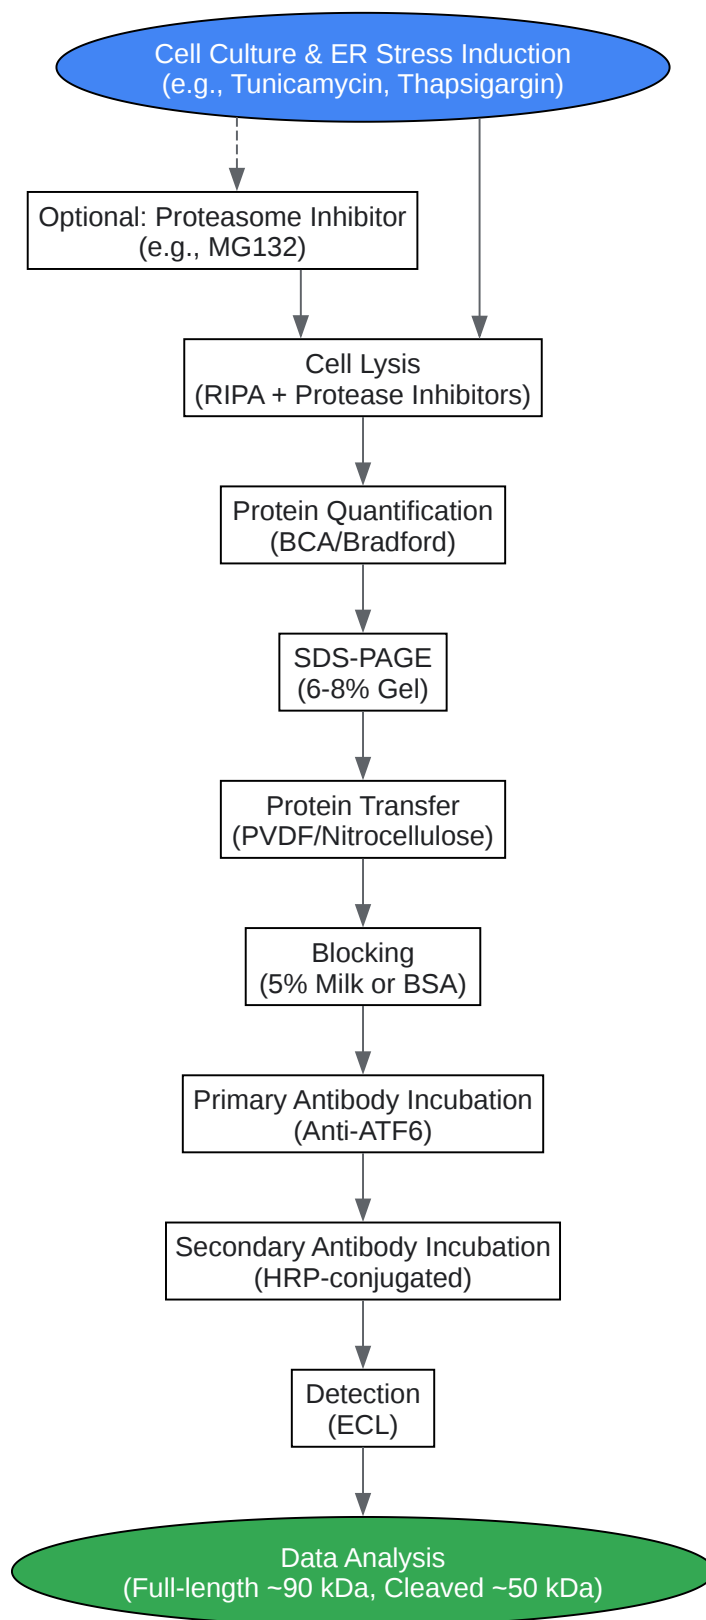 Cell Culture & ER Stress Induction
(e.g., Tunicamycin, Thapsigargin)
Optional: Proteasome Inhibitor
(e.g., MG132)
Cell Lysis
(RIPA + Protease Inhibitors)
Protein Quantification
(BCA/Bradford)
SDS-PAGE
(6-8% Gel)
Protein Transfer
(PVDF/Nitrocellulose)
Blocking
(5% Milk or BSA)
Primary Antibody Incubation
(Anti-ATF6)
Secondary Antibody Incubation
(HRP-conjugated)
Detection
(ECL)
Data Analysis
(Full-length ~90 kDa, Cleaved ~50 kDa)